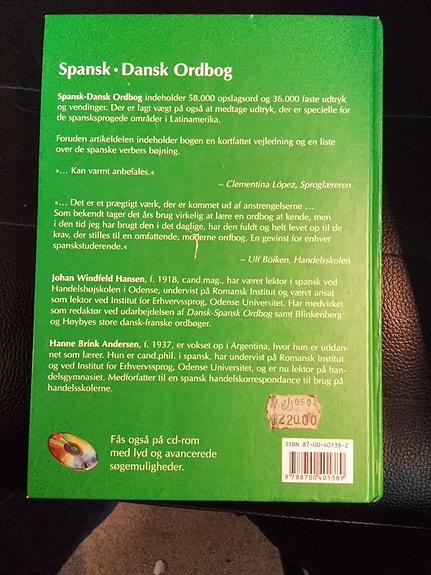 Spansk • Dansk Ordbog
Spansk-Dansk Ordbog indeholder 58.000 opslagsord og 36.000 faste udtryk
og vendinger. Der er lagt vægt på også at medtage udtryk, der er specielle for
de spansksprogede områder i Latinamerika.
Foruden artikeldelen indeholder bogen en kortfattet vejledning og en liste
over de spanske verbers bøjning.
»... Kan varmt anbefales.«
– Clementina López, Sproglæreren
»... Det er et prægtigt værk, der er kommet ud af anstrengelserne ...
Som bekendt tager det års brug virkelig at lære en ordbog at kende, men
i den tid jeg har brugt den i det daglige, har den fuldt og helt levet op til de
krav, der stilles til en omfattende, moderne ordbog. En gevinst for enhver
spanskstuderende.«
– Ulf Böiken, Handelsskolen
Johan Windfeld Hansen, f. 1918, cand.mag., har været lektor i spansk ved
Handelshøjskolen i Odense, undervist på Romansk Institut og været ansat
som lektor ved Institut for Erhvervssprog, Odense Universitet. Har medvirket
som redaktør ved udarbejdelsen af Dansk-Spansk Ordbog samt Blinkenberg
og Høybyes store dansk-franske ordbøger.
Hanne Brink Andersen, f. 1937, er vokset op i Argentina, hvor hun er uddan-
net som lærer. Hun er cand.phil. i spansk, har undervist på Romansk Institut
og ved Institut for Erhvervssprog, Odense Universitet, og er nu lektor på han-
delsgymnasiet. Medforfatter til en spansk handelskorrespondance til brug på
handelsskolerne.
220.00
Fås også på cd-rom
med lyd og avancerede
søgemuligheder.
ISBN 87-00-40138-2
9 788700 401389